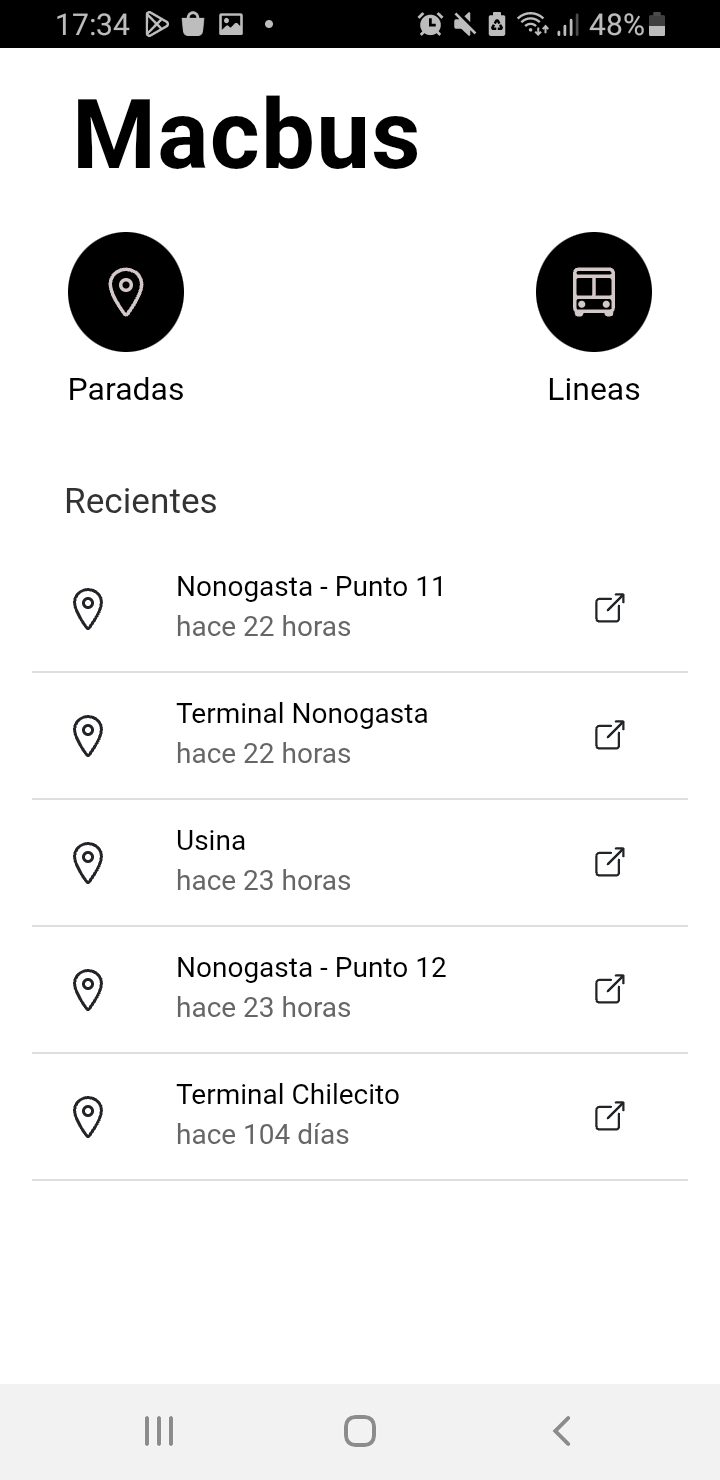 17:34
48%
Macbus
Paradas
Lineas
Recientes
Nonogasta - Punto 11
hace 22 horas
Terminal Nonogasta
hace 22 horas
Usina
hace 23 horas
Nonogasta - Punto 12
hace 23 horas
Terminal Chilecito
hace 104 días